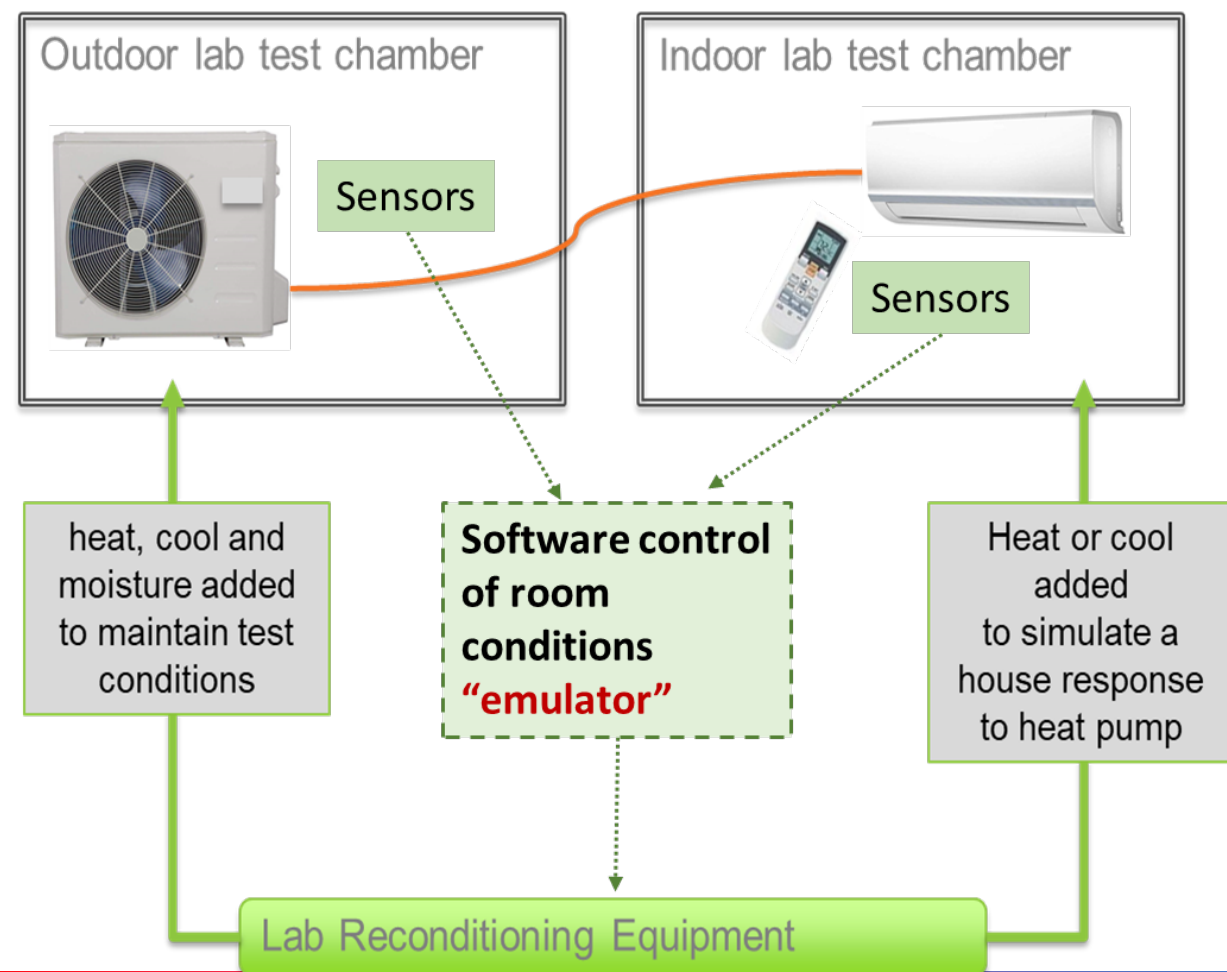 Outdoor lab test chamber
Indoor lab test chamber
Sensors
Sensors
heat, cool and
moisture added
to maintain test
conditions
Software control
of room
conditions
“emulator”
Heat or cool
added
to simulate a
house response
to heat pump
Lab Reconditioning Equipment